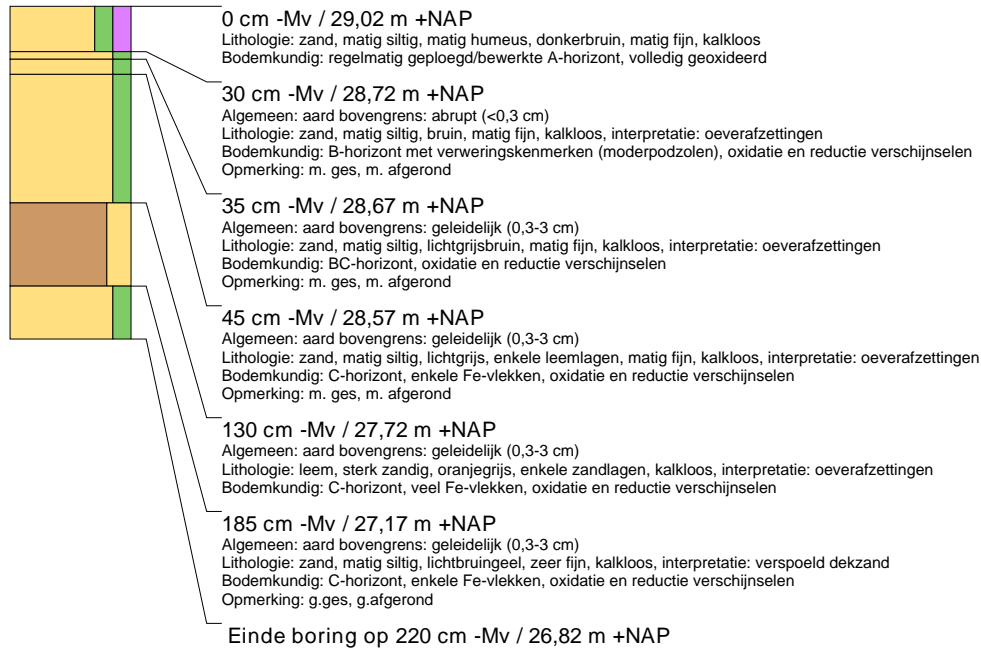 0 cm -Mv / 29,02 m +NAP
Lithologie: zand, matig siltig, matig humeus, donkerbruin, matig fijn, kalkloos
Bodemkundig: regelmatig geploegd/bewerkte A-horizont, volledig geoxideerd
30 cm -Mv / 28,72 m +NAP
Algemeen: aard bovengrens: abrupt (<0,3 cm)
Lithologie: zand, matig siltig, bruin, matig fijn, kalkloos, interpretatie: oeverafzettingen
Bodemkundig: B-horizont met verweringskenmerken (moderpodzolen), oxidatie en reductie verschijnselen
Opmerking: m. ges, m. afgerond
35 cm -Mv / 28,67 m +NAP
Algemeen: aard bovengrens: geleidelijk (0,3-3 cm)
Lithologie: zand, matig siltig, lichtgrijsbruin, matig fijn, kalkloos, interpretatie: oeverafzettingen
Bodemkundig: BC-horizont, oxidatie en reductie verschijnselen
Opmerking: m. ges, m. afgerond
45 cm -Mv / 28,57 m +NAP
Algemeen: aard bovengrens: geleidelijk (0,3-3 cm)
Lithologie: zand, matig siltig, lichtgrijs, enkele leemlagen, matig fijn, kalkloos, interpretatie: oeverafzettingen
Bodemkundig: C-horizont, enkele Fe-vlekken, oxidatie en reductie verschijnselen
Opmerking: m. ges, m. afgerond
130 cm -Mv / 27,72 m +NAP
Algemeen: aard bovengrens: geleidelijk (0,3-3 cm)
Lithologie: leem, sterk zandig, oranjegrijs, enkele zandlagen, kalkloos, interpretatie: oeverafzettingen
Bodemkundig: C-horizont, veel Fe-vlekken, oxidatie en reductie verschijnselen
185 cm -Mv / 27,17 m +NAP
Algemeen: aard bovengrens: geleidelijk (0,3-3 cm)
Lithologie: zand, matig siltig, lichtbruingeel, zeer fijn, kalkloos, interpretatie: verspoeld dekzand
Bodemkundig: C-horizont, enkele Fe-vlekken, oxidatie en reductie verschijnselen
Opmerking: g.ges, g.afgerond
Einde boring op 220 cm -Mv / 26,82 m +NAP